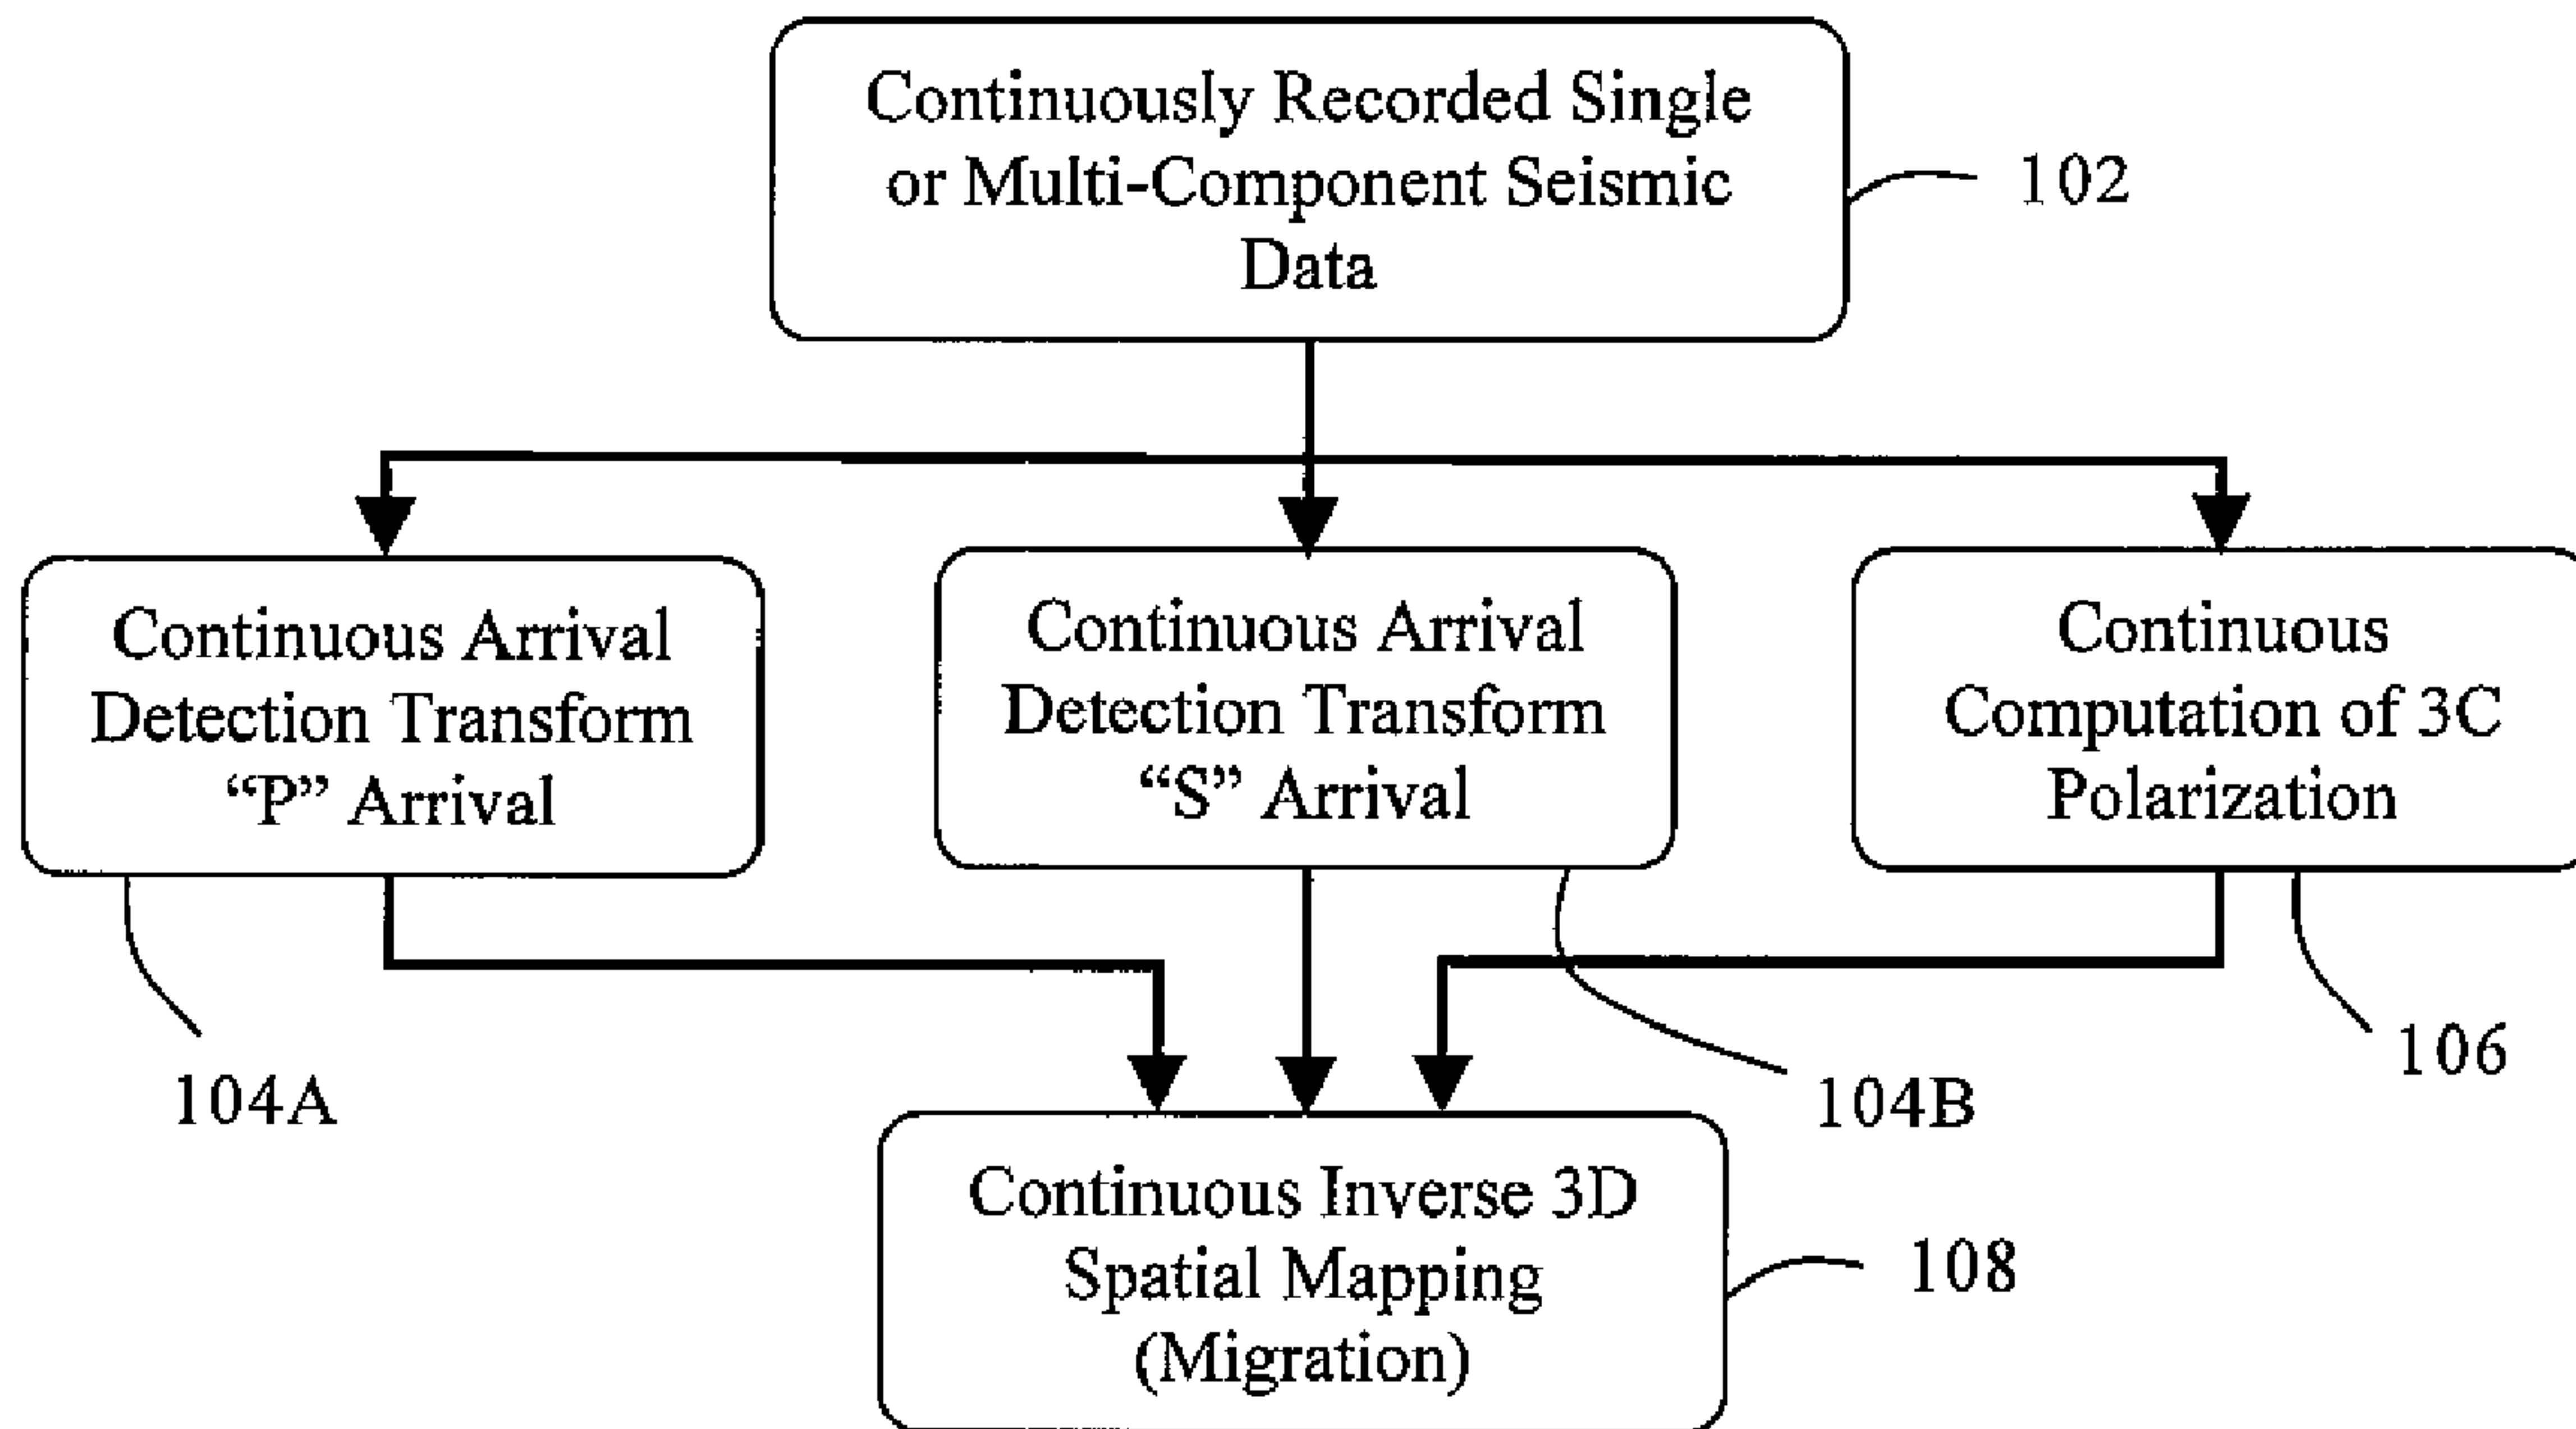 Continuously Recorded Single
or Multi-Component Seismic
Data
102
Continuous Arrival
Detection Transform
“P” Arrival
Continuous Arrival
Detection Transform
“S” Arrival
Continuous
Computation of 3C
Polarization
104A
104B
106
Continuous Inverse 3D
Spatial Mapping
(Migration)
108